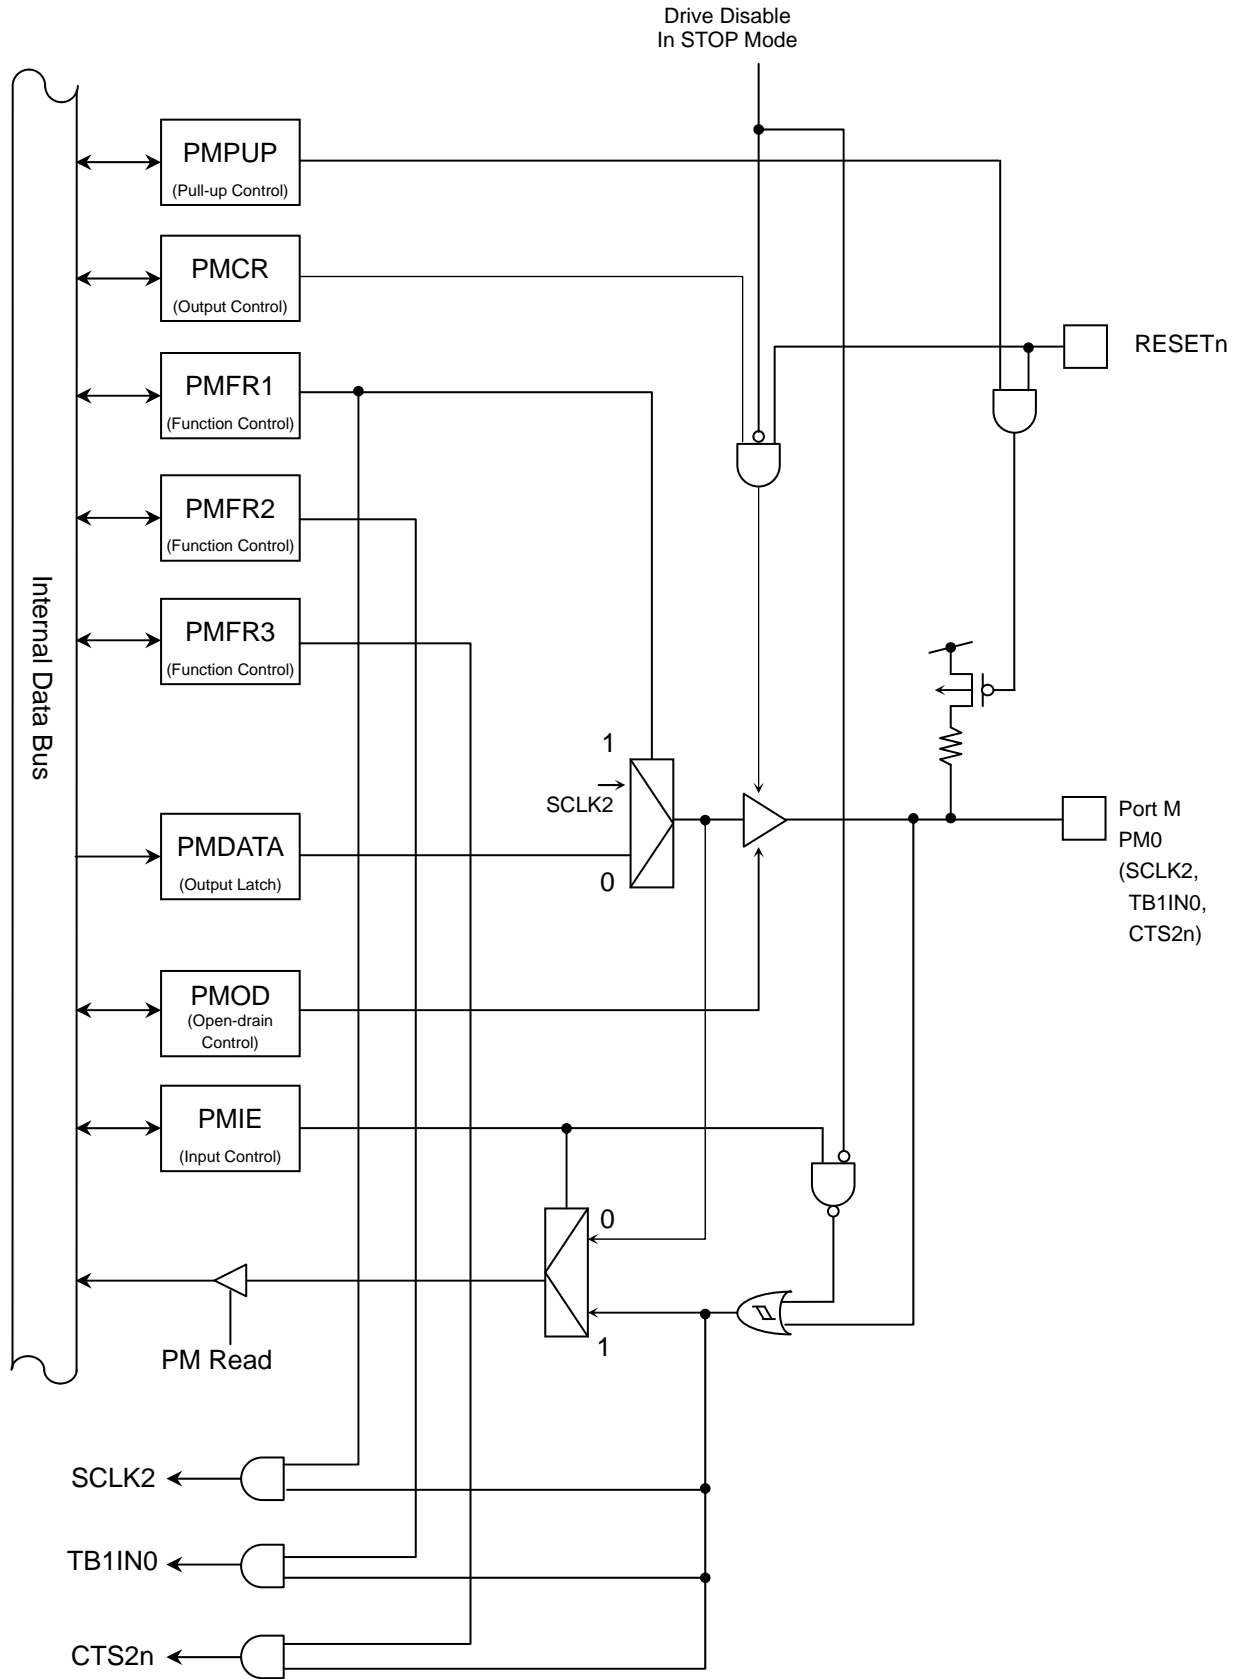 Drive Disable
In STOP Mode
PMPUP
(Pull-up Control)
PMCR
(Output Control)
RESETn
PMFR1
(Function Control)
PMFR2
(Function Control)
Internal Data Bus
PMFR3
(Function Control)
1
SCLK2
PMDATA
(Output Latch)
0
Port M
PM0
(SCLK2,
TB1IN0,
CTS2n)
PMOD
(Open-drain
Control)
PMIE
(Input Control)
0
1
PM Read
SCLK2
TB1IN0
CTS2n